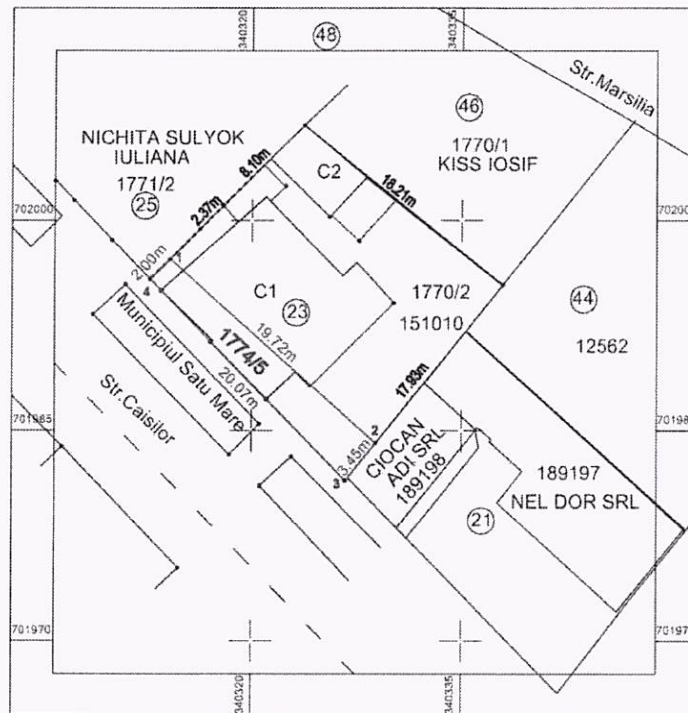 340320
48
340335
Str.Marsilia
46
NICHITA SULYOK
IULIANA
1771/2
25
1770/1
KISS IOSIF
8.10m
C2
18.21m
2.37m
702000
702000
2.00m
1
4
C1
23
1770/2
151010
44
12562
Municipiul Satu Mare
1774/5
19.72m
20.07m
17.93m
Str.Caisilor
701985
701985
2
3.45m
3
CIOCAN
ADI SRL
189198
189197
NEL DOR SRL
21
701970
70197
340320
340335